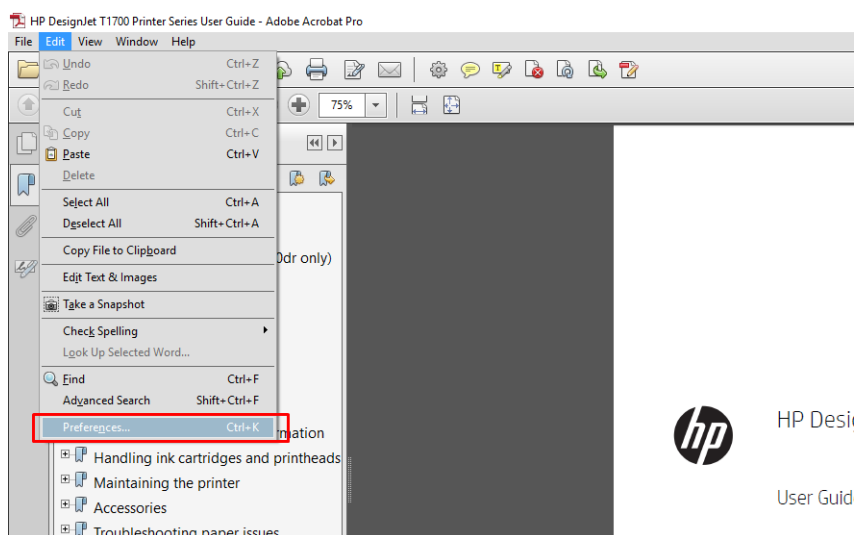 HP DesignJet T1700 Printer Series User Guide - Adobe Acrobat Pro
File Edit View Window Help
Undo Ctrl+Z
Redo Shift+Ctrl+Z
75%
Cut Ctrl+X
Copy Ctrl+C
Paste Ctrl+V
Delete
Select All Ctrl+A
Deselect All Shift+Ctrl+A
Copy File to Clipboard
0dr only)
Edit Text & Images
Take a Snapshot
Check Spelling
Look Up Selected Word...
Find Ctrl+F
Advanced Search Shift+Ctrl+F
Preferences... Ctrl+K
mation
Handling ink cartridges and printheads
Maintaining the printer
Accessories
Troubleshooting paper issues
hp
HP Desi
User Guid